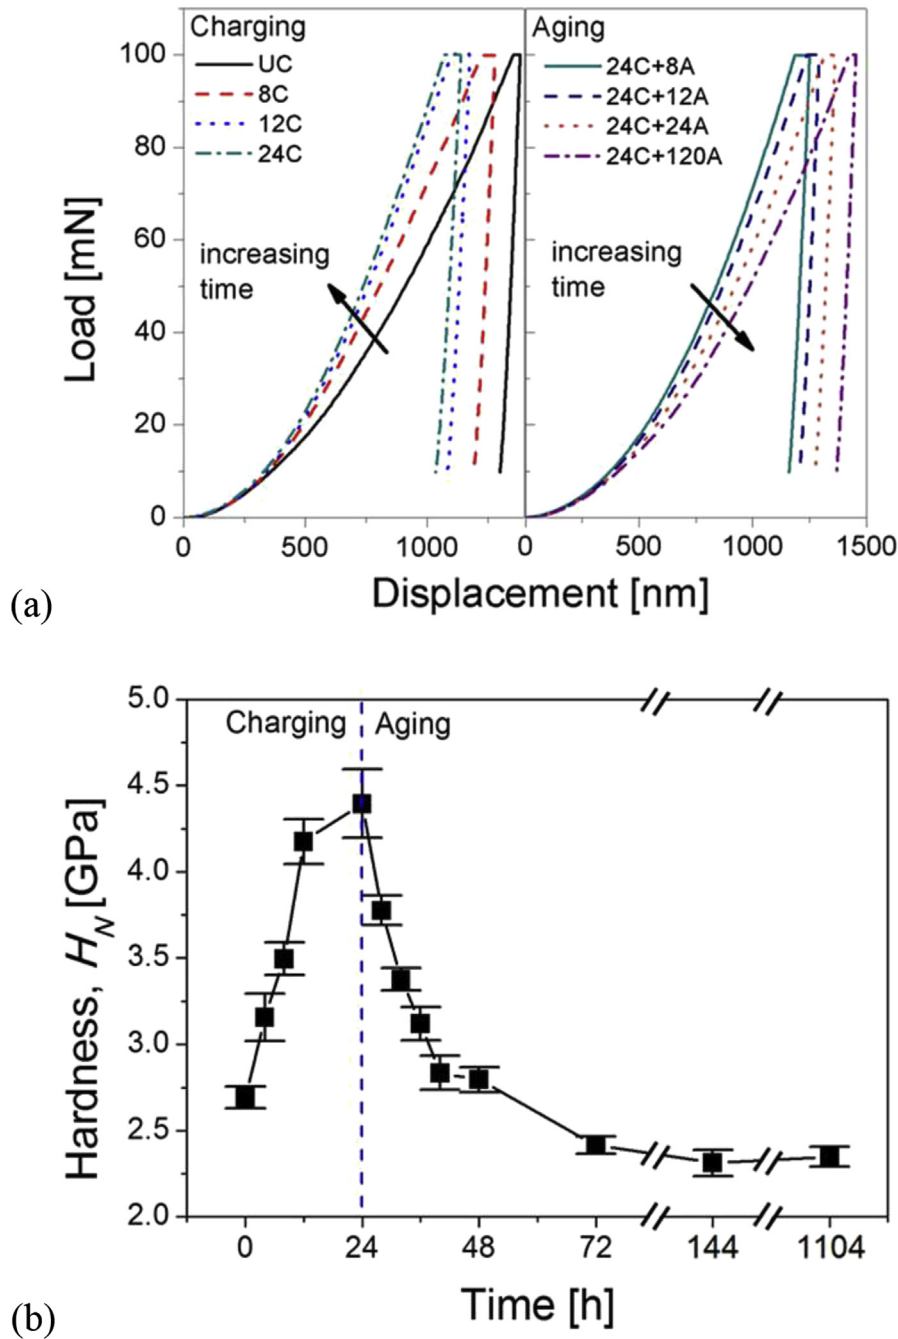 Charging
UC
8C
12C
24C
increasing
time
Aging
24C+8A
24C+12A
24C+24A
24C+120A
increasing
time
100
80
60
40
20
0
Load [mN]
0 500 1000 0 500 1000 1500
Displacement [nm]
(a)
Charging Aging
5.0
4.5
4.0
3.5
3.0
2.5
2.0
Hardness, H_N [GPa]
0 24 48 72 144 1104
Time [h]
(b)